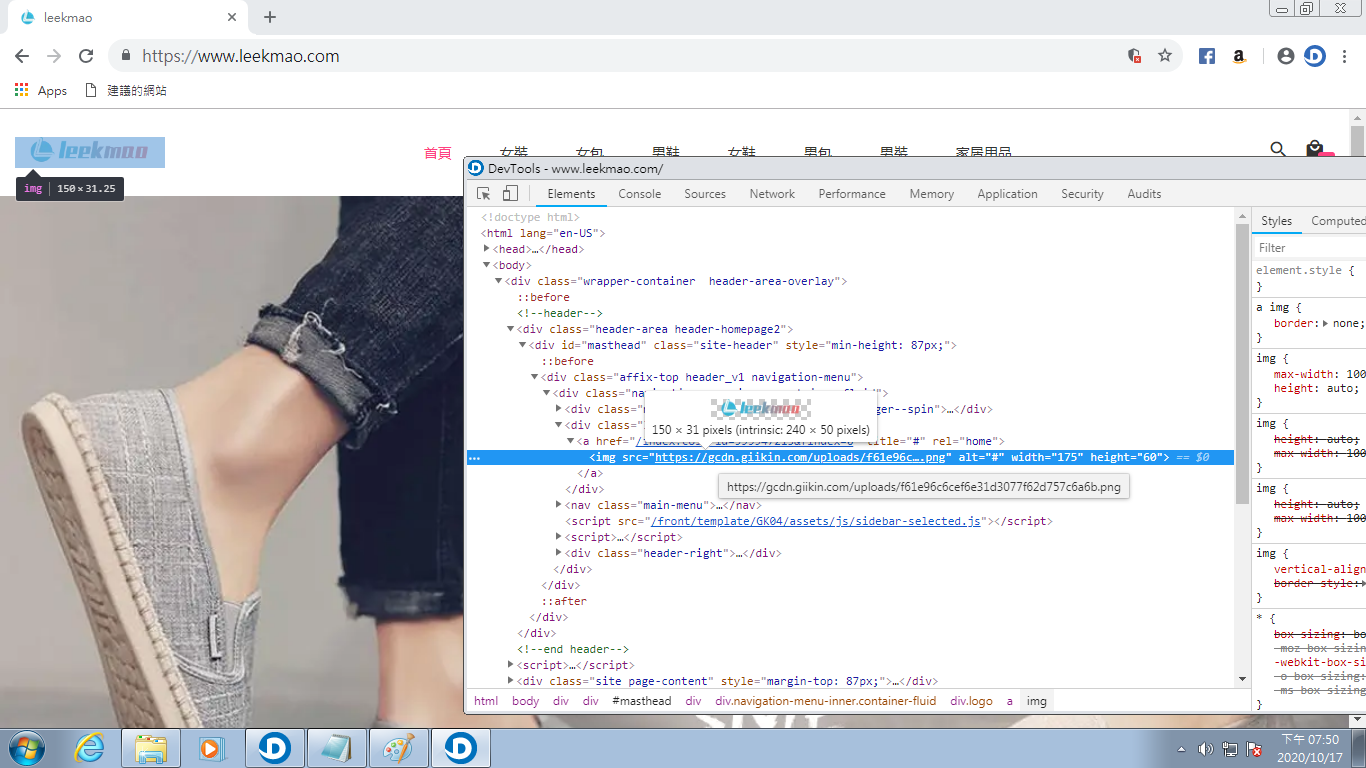 leekmao
https://www.leekmao.com
Apps
建議的網站
leekmao
首頁
女裝
女包
男鞋
女鞋
男包
男裝
家居用品
img 150 × 31.25
DevTools - www.leekmao.com/
Elements Console Sources Network Performance Memory Application Security Audits
<!doctype html>
<html lang="en-US">
<head>…</head>
<body>
<div class="wrapper-container  header-area-overlay">
::before
<!--header-->
<div class="header-area header-homepage2">
<div id="masthead" class="site-header" style="min-height: 87px;">
::before
<div class="affix-top header_v1 navigation-menu">
<div class="
<div class=" ger--spin">…</div>
<div class="
leekmao
150 × 31 pixels (intrinsic: 240 × 50 pixels)
<a href=" title="#" rel="home">
<img src="https://gcdn.giikin.com/uploads/f61e96c….png" alt="#" width="175" height="60"> == $0
</a>
https://gcdn.giikin.com/uploads/f61e96c6cef6e31d3077f62d757c6a6b.png
</div>
<nav class="main-menu">…</nav>
<script src="/front/template/GK04/assets/js/sidebar-selected.js"></script>
<script>…</script>
<div class="header-right">…</div>
</div>
</div>
::after
</div>
</div>
<!--end header-->
<script>…</script>
<div class="site page-content" style="margin-top: 87px;">…</div>
html body div div #masthead div div.navigation-menu-inner.container-fluid div.logo a img
Styles Computed
Filter
element.style {
}
a img {
border: none;
}
img {
max-width: 100
height: auto;
}
img {
height: auto;
max-width: 100
}
img {
height: auto;
max-width: 100
}
img {
vertical-align
border-style:
}
* {
box-sizing: bo
-moz-box-sizin
-webkit-box-si
-o-box-sizing:
-ms-box-sizing
}
下午 07:50
2020/10/17